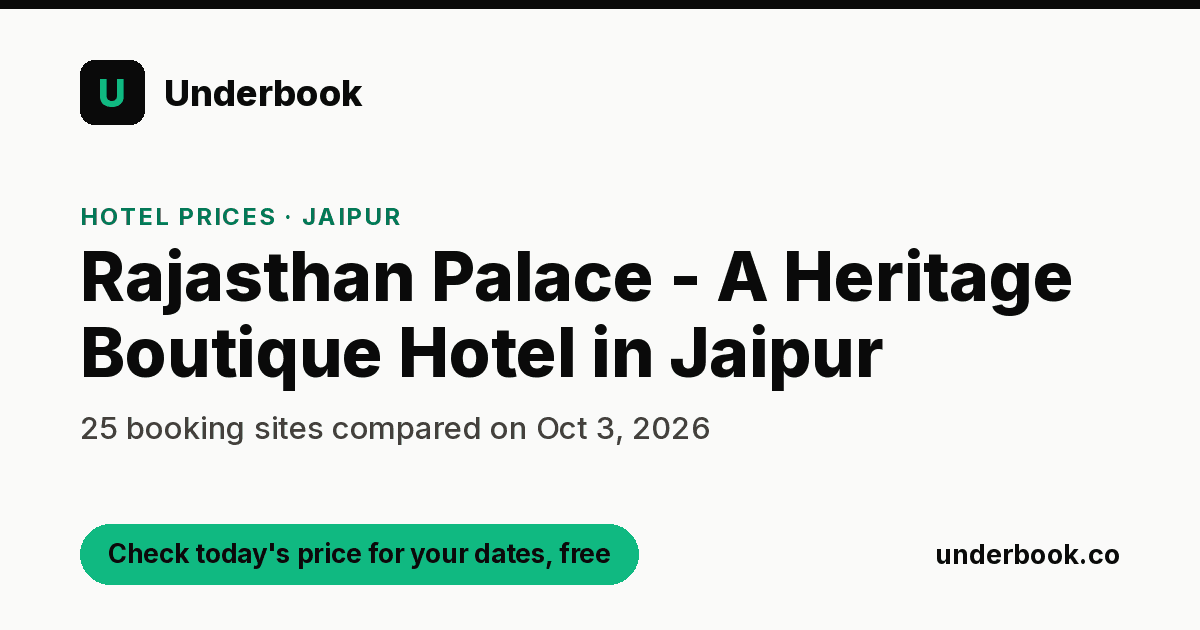 U Underbook
HOTEL PRICES · JAIPUR
Rajasthan Palace - A Heritage
Boutique Hotel in Jaipur
25 booking sites compared on Oct 3, 2026
Check today's price for your dates, free
underbook.co